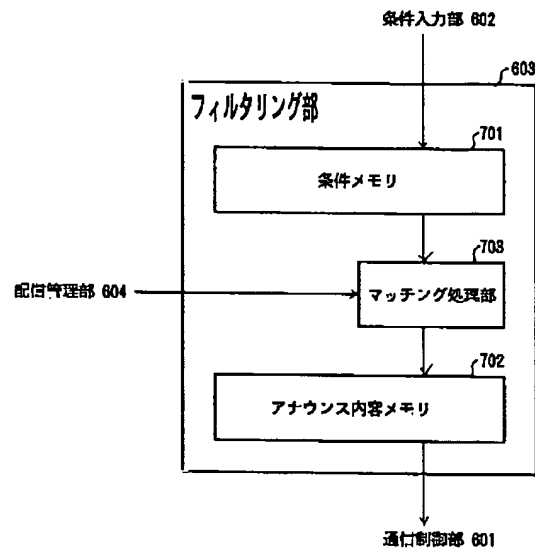 条件入力部 602
603
フィルタリング部
701
条件メモリ
703
配信管理部 604
マッチング処理部
702
アナウンス内容メモリ
通信制御部 601